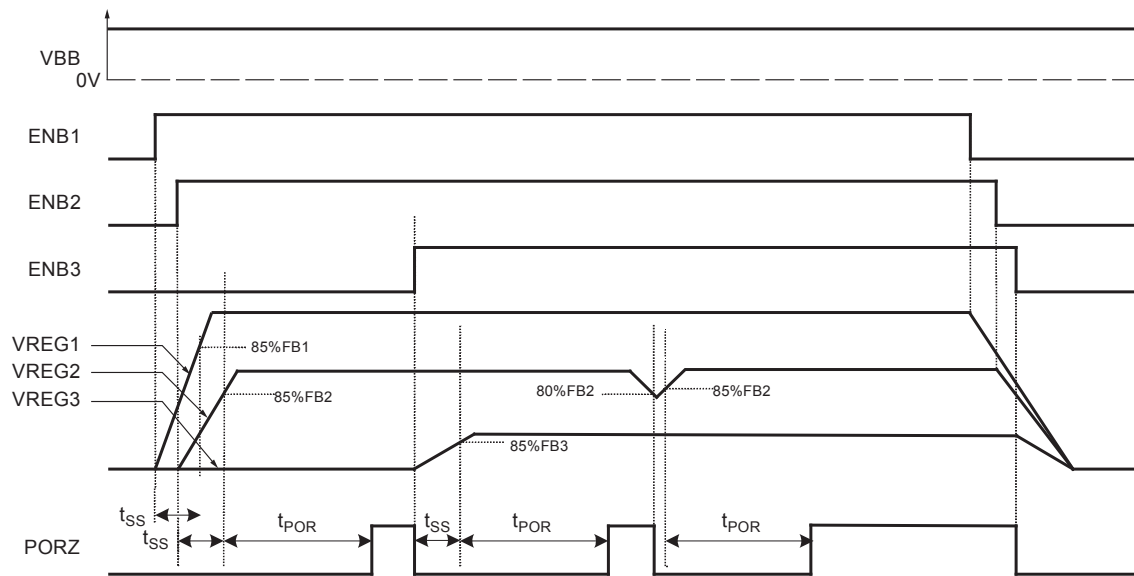 VBB
0V
ENB1
ENB2
ENB3
VREG1
85%FB1
VREG2
80%FB2
85%FB2
85%FB2
VREG3
85%FB3
tSS
tSS
tPOR
tSS
tPOR
tPOR
PORZ